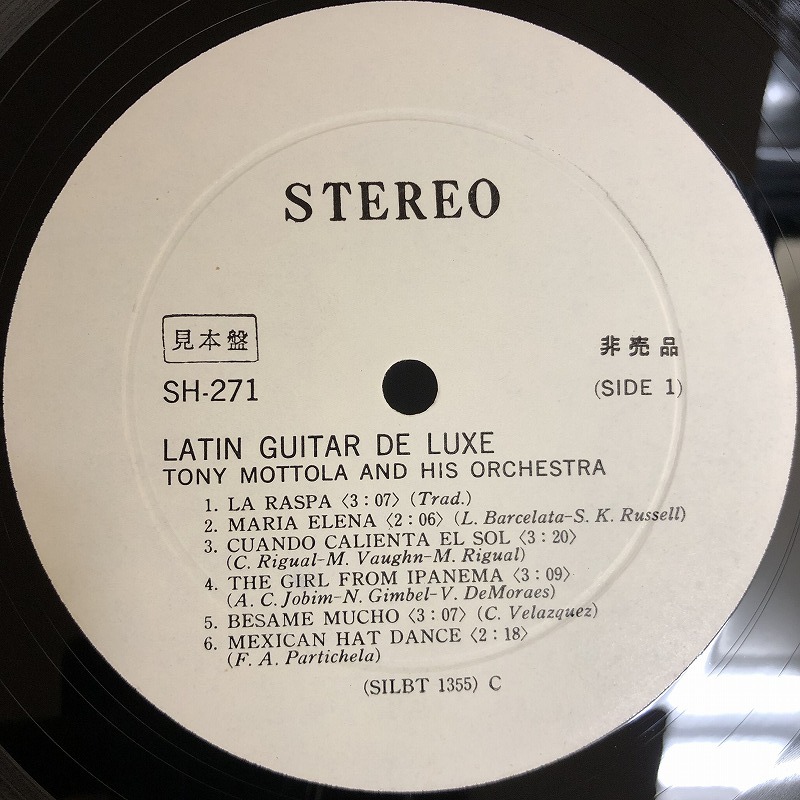 STEREO
見本盤
非売品
SH-271
(SIDE 1)
LATIN GUITAR DE LUXE
TONY MOTTOLA AND HIS ORCHESTRA
1. LA RASPA 〈3:07〉 (Trad.)
2. MARIA ELENA 〈2:06〉 (L. Barcelata-S. K. Russell)
3. CUANDO CALIENTA EL SOL 〈3:20〉
(C. Rigual-M. Vaughn-M. Rigual)
4. THE GIRL FROM IPANEMA 〈3:09〉
(A. C. Jobim-N. Gimbel-V. DeMoraes)
5. BESAME MUCHO 〈3:07〉 (C. Velazquez)
6. MEXICAN HAT DANCE 〈2:18〉
(F. A. Partichela)
(SILBT 1355) C